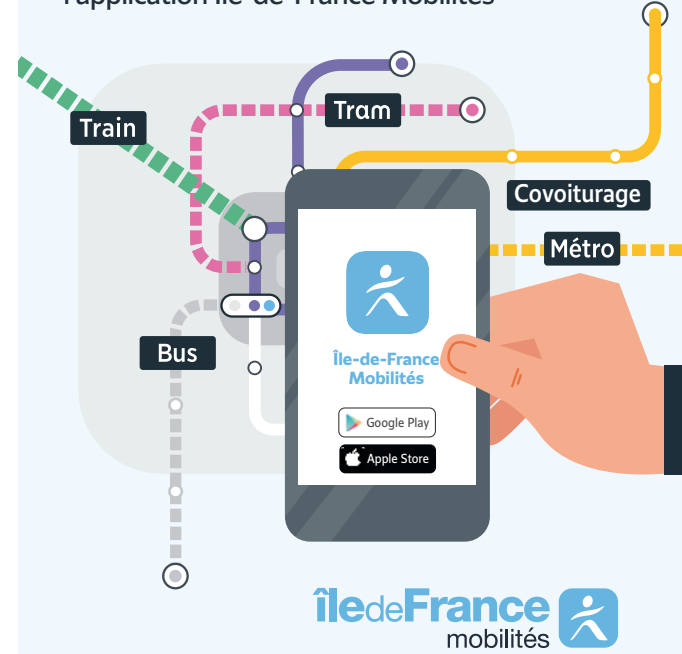 l'application Île-de-France Mobilités
Tram
Train
Covoiturage
Métro
Bus
Île-de-France
Mobilités
Google Play
Apple Store
îledeFrance
mobilités